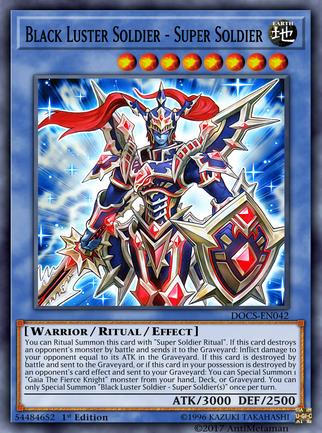 BLACK LUSTER SOLDIER - SUPER SOLDIER
EARTH
地
DOCS-EN042
[WARRIOR / RITUAL / EFFECT]
You can Ritual Summon this card with "Super Soldier Ritual". If this card destroys
an opponent's monster by battle and sends it to the Graveyard: Inflict damage to
your opponent equal to its ATK in the Graveyard. If this card is destroyed by battle
and sent to the Graveyard, or if this card in your possession is destroyed by an
opponent's card effect and sent to your Graveyard: You can Special Summon 1
"Gaia The Fierce Knight" monster from your hand, Deck, or Graveyard. You can
only Special Summon "Black Luster Soldier - Super Soldier(s)" once per turn.
ATK/3000 DEF/2500
54484652 1st Edition ©1996 KAZUKI TAKAHASHI
©2017 AntiMetaman